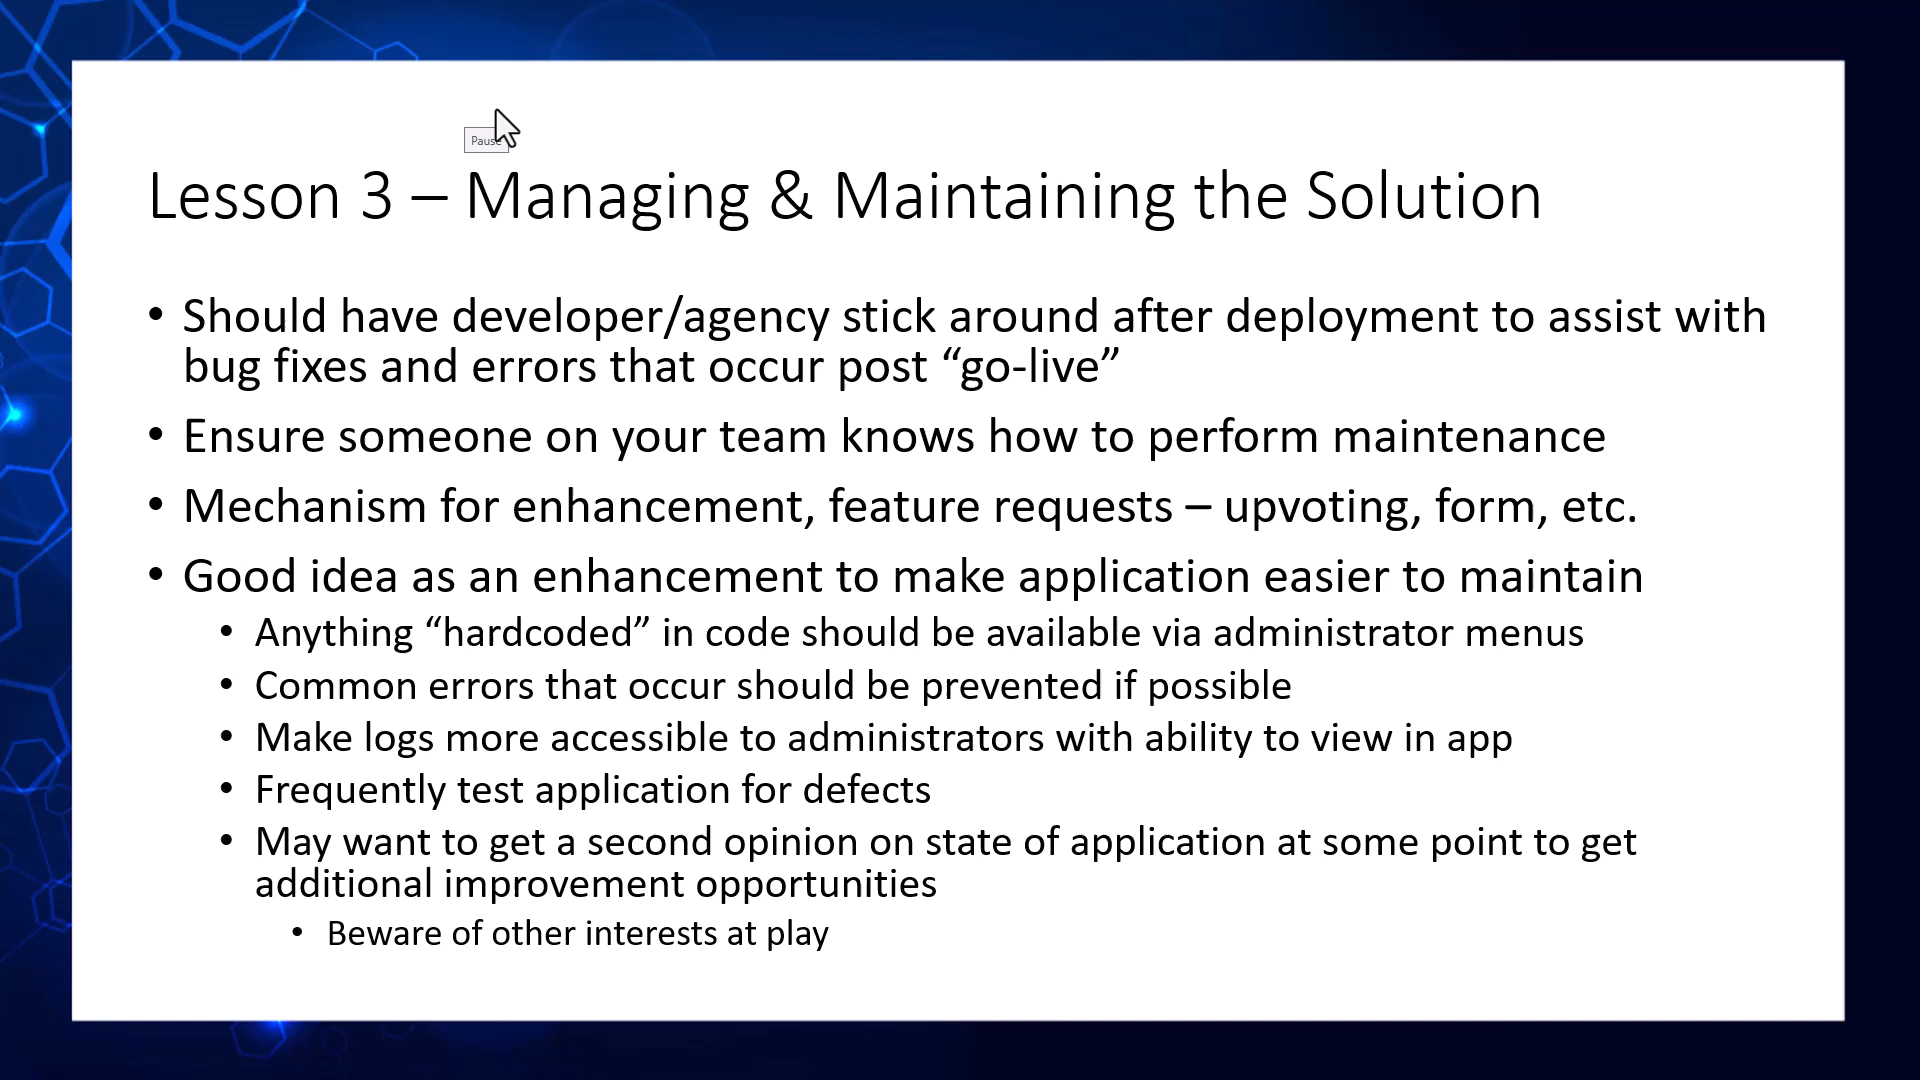 Pause
Lesson 3 – Managing & Maintaining the Solution
• Should have developer/agency stick around after deployment to assist with
bug fixes and errors that occur post “go-live”
• Ensure someone on your team knows how to perform maintenance
• Mechanism for enhancement, feature requests – upvoting, form, etc.
• Good idea as an enhancement to make application easier to maintain
• Anything “hardcoded” in code should be available via administrator menus
• Common errors that occur should be prevented if possible
• Make logs more accessible to administrators with ability to view in app
• Frequently test application for defects
• May want to get a second opinion on state of application at some point to get
additional improvement opportunities
• Beware of other interests at play